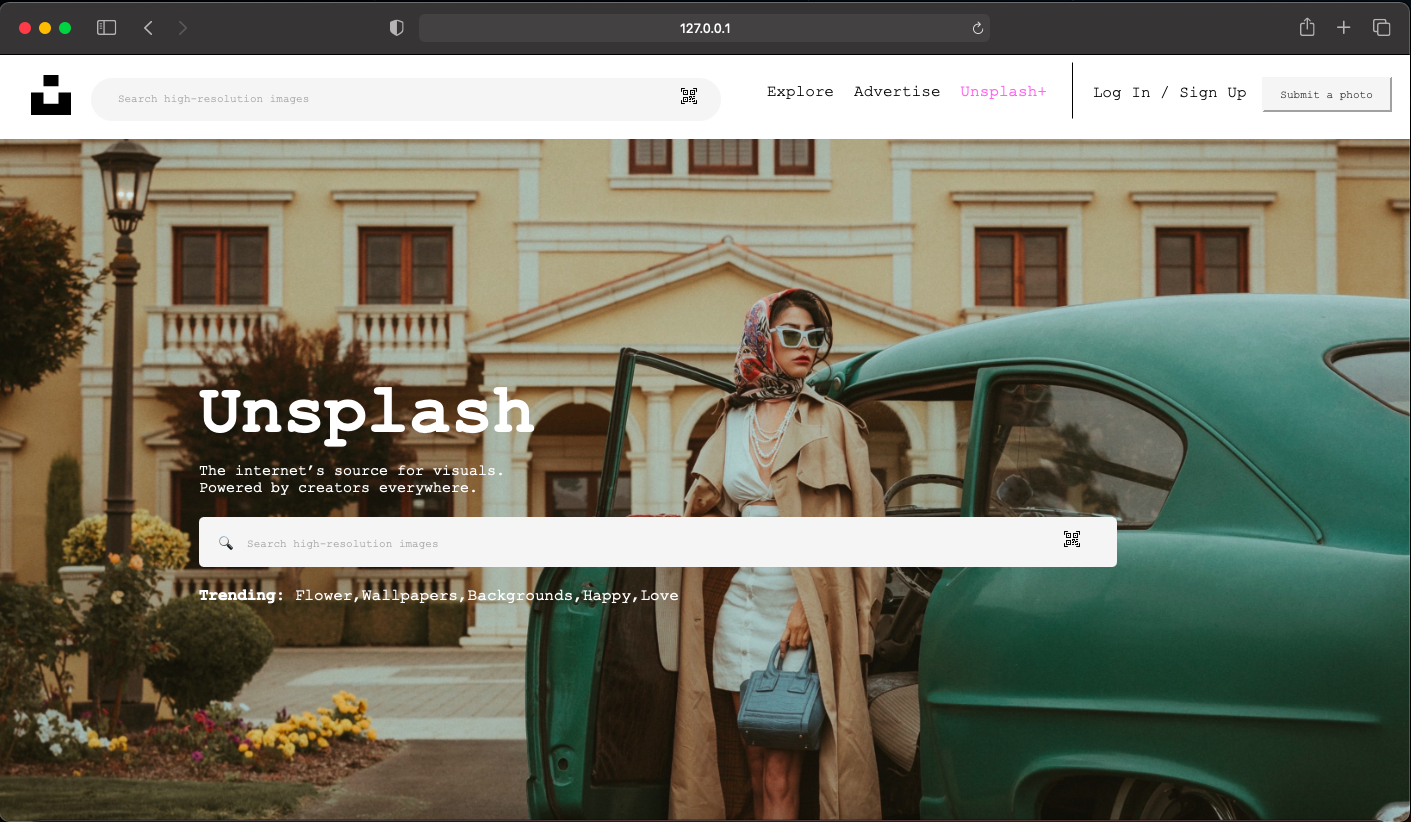 127.0.0.1
Search high-resolution images
Explore Advertise Unsplash+ Log In / Sign Up Submit a photo
Unsplash
The internet’s source for visuals.
Powered by creators everywhere.
Search high-resolution images
Trending: Flower,Wallpapers,Backgrounds,Happy,Love